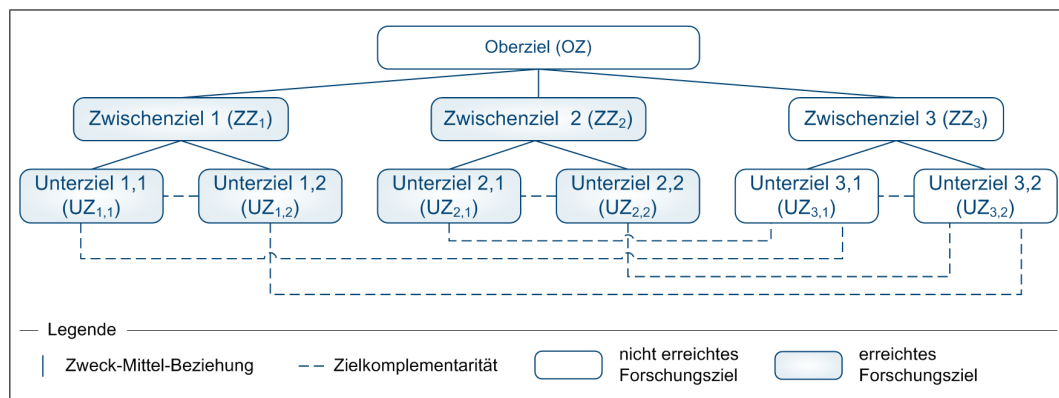 Oberziel (OZ)
Zwischenziel 1 (ZZ₁)
Zwischenziel 2 (ZZ₂)
Zwischenziel 3 (ZZ₃)
Unterziel 1,1
(UZ₁,₁)
Unterziel 1,2
(UZ₁,₂)
Unterziel 2,1
(UZ₂,₁)
Unterziel 2,2
(UZ₂,₂)
Unterziel 3,1
(UZ₃,₁)
Unterziel 3,2
(UZ₃,₂)
Legende
Zweck-Mittel-Beziehung
Zielkomplementarität
nicht erreichtes
Forschungsziel
erreichtes
Forschungsziel